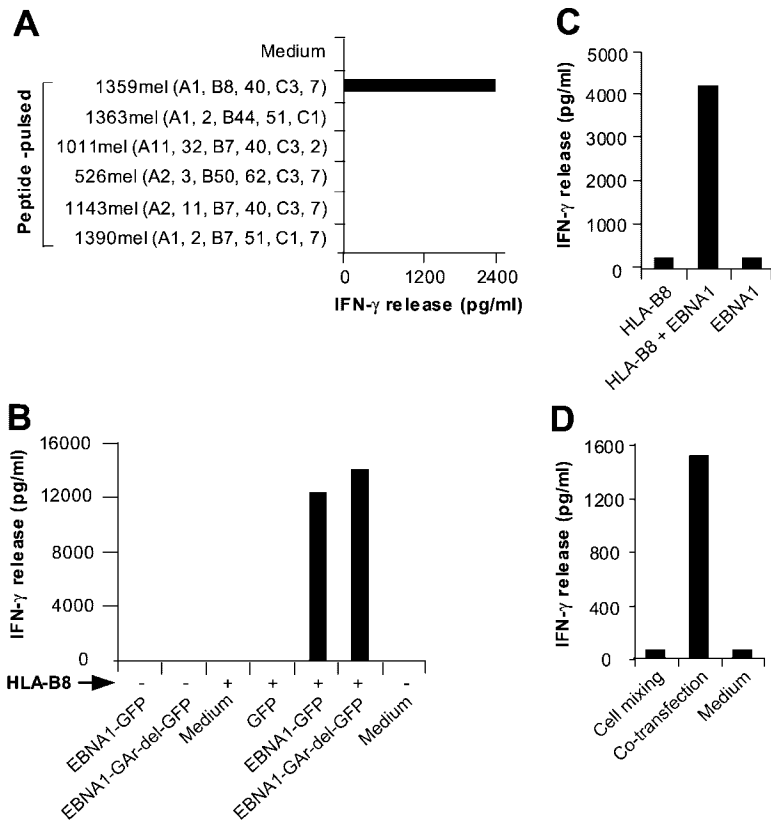 A
Peptide -pulsed
Medium
1359mel (A1, B8, 40, C3, 7)
1363mel (A1, 2, B44, 51, C1)
1011mel (A11, 32, B7, 40, C3, 2)
526mel (A2, 3, B50, 62, C3, 7)
1143mel (A2, 11, B7, 40, C3, 7)
1390mel (A1, 2, B7, 51, C1, 7)
0 1200 2400
IFN-γ release (pg/ml)
C
IFN-γ release (pg/ml)
5000
4000
3000
2000
1000
0
HLA-B8
HLA-B8 + EBNA1
EBNA1
B
IFN-γ release (pg/ml)
16000
12000
8000
4000
0
HLA-B8 - - + + + + -
EBNA1-GFP
EBNA1-GAr-del-GFP
Medium
GFP
EBNA1-GFP
EBNA1-GAr-del-GFP
Medium
D
IFN-γ release (pg/ml)
1600
1200
800
400
0
Cell mixing
Co-transfection
Medium